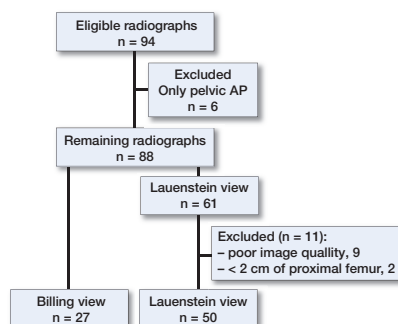 Eligible radiographs
n = 94
Excluded
Only pelvic AP
n = 6
Remaining radiographs
n = 88
Lauenstein view
n = 61
Excluded (n = 11):
– poor image quallity, 9
– < 2 cm of proximal femur, 2
Billing view
n = 27
Lauenstein view
n = 50